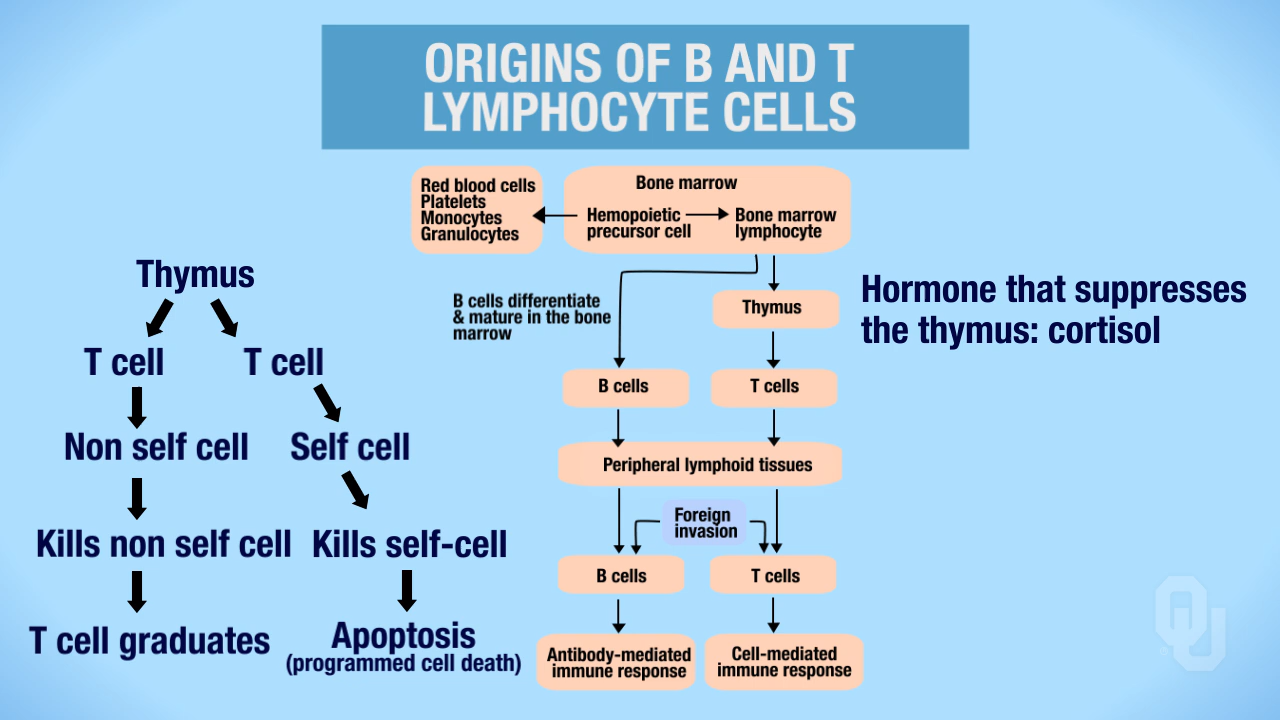 ORIGINS OF B AND T
LYMPHOCYTE CELLS
Red blood cells
Platelets
Monocytes
Granulocytes
Bone marrow
Hemopoietic
precursor cell
Bone marrow
lymphocyte
Thymus
T cell
T cell
Non self cell
Self cell
Kills non self cell
Kills self-cell
T cell graduates
Apoptosis
(programmed cell death)
B cells differentiate
& mature in the bone
marrow
Thymus
B cells
T cells
Peripheral lymphoid tissues
Foreign
invasion
B cells
T cells
Antibody-mediated
immune response
Cell-mediated
immune response
Hormone that suppresses
the thymus: cortisol
OU